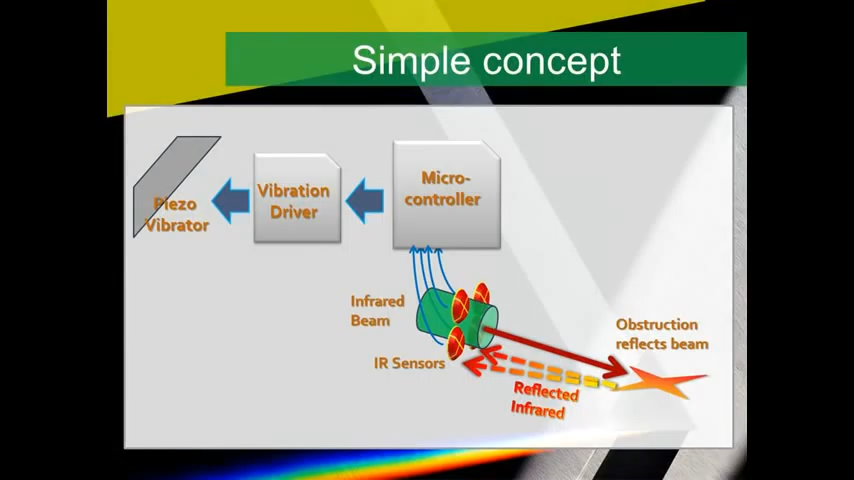 Simple concept
Piezo
Vibrator
Vibration
Driver
Micro-
controller
Infrared
Beam
IR Sensors
Obstruction
reflects beam
Reflected
Infrared